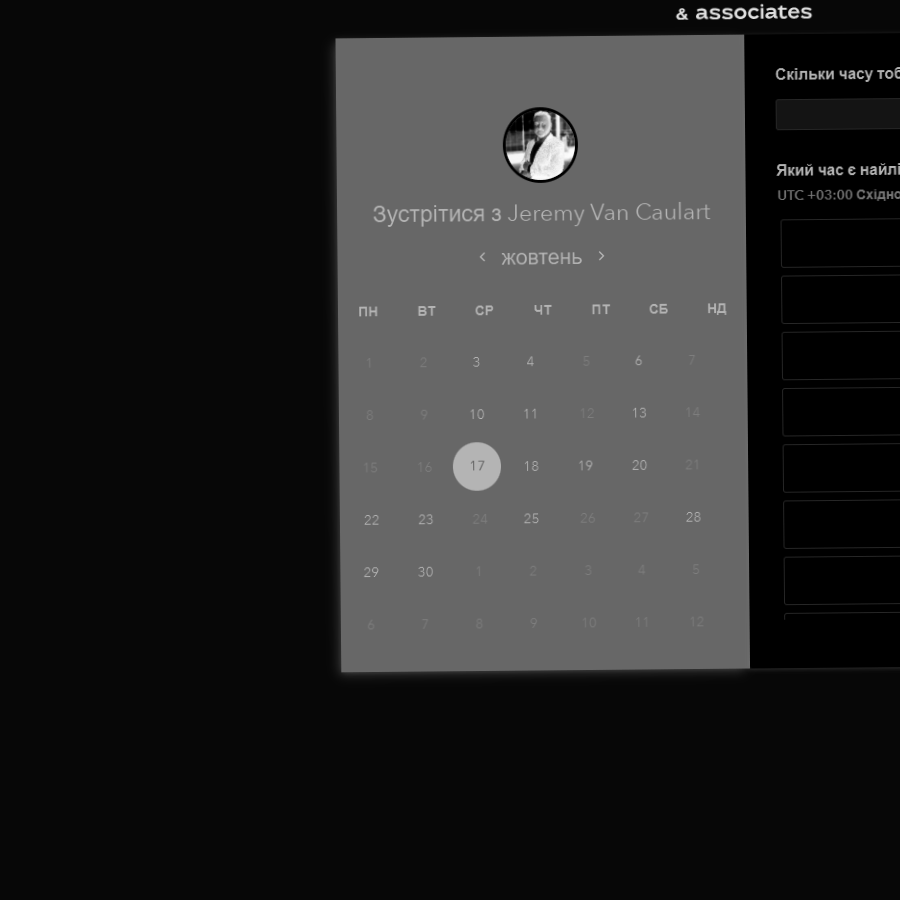 & associates
Зустрітися з Jeremy Van Caulart
жовтень
ПН ВТ СР ЧТ ПТ СБ НД
1 2 3 4 5 6 7
8 9 10 11 12 13 14
15 16 17 18 19 20 21
22 23 24 25 26 27 28
29 30 1 2 3 4 5
6 7 8 9 10 11 12
Скільки часу тоб
Який час є найлі
UTC +03:00 Східно